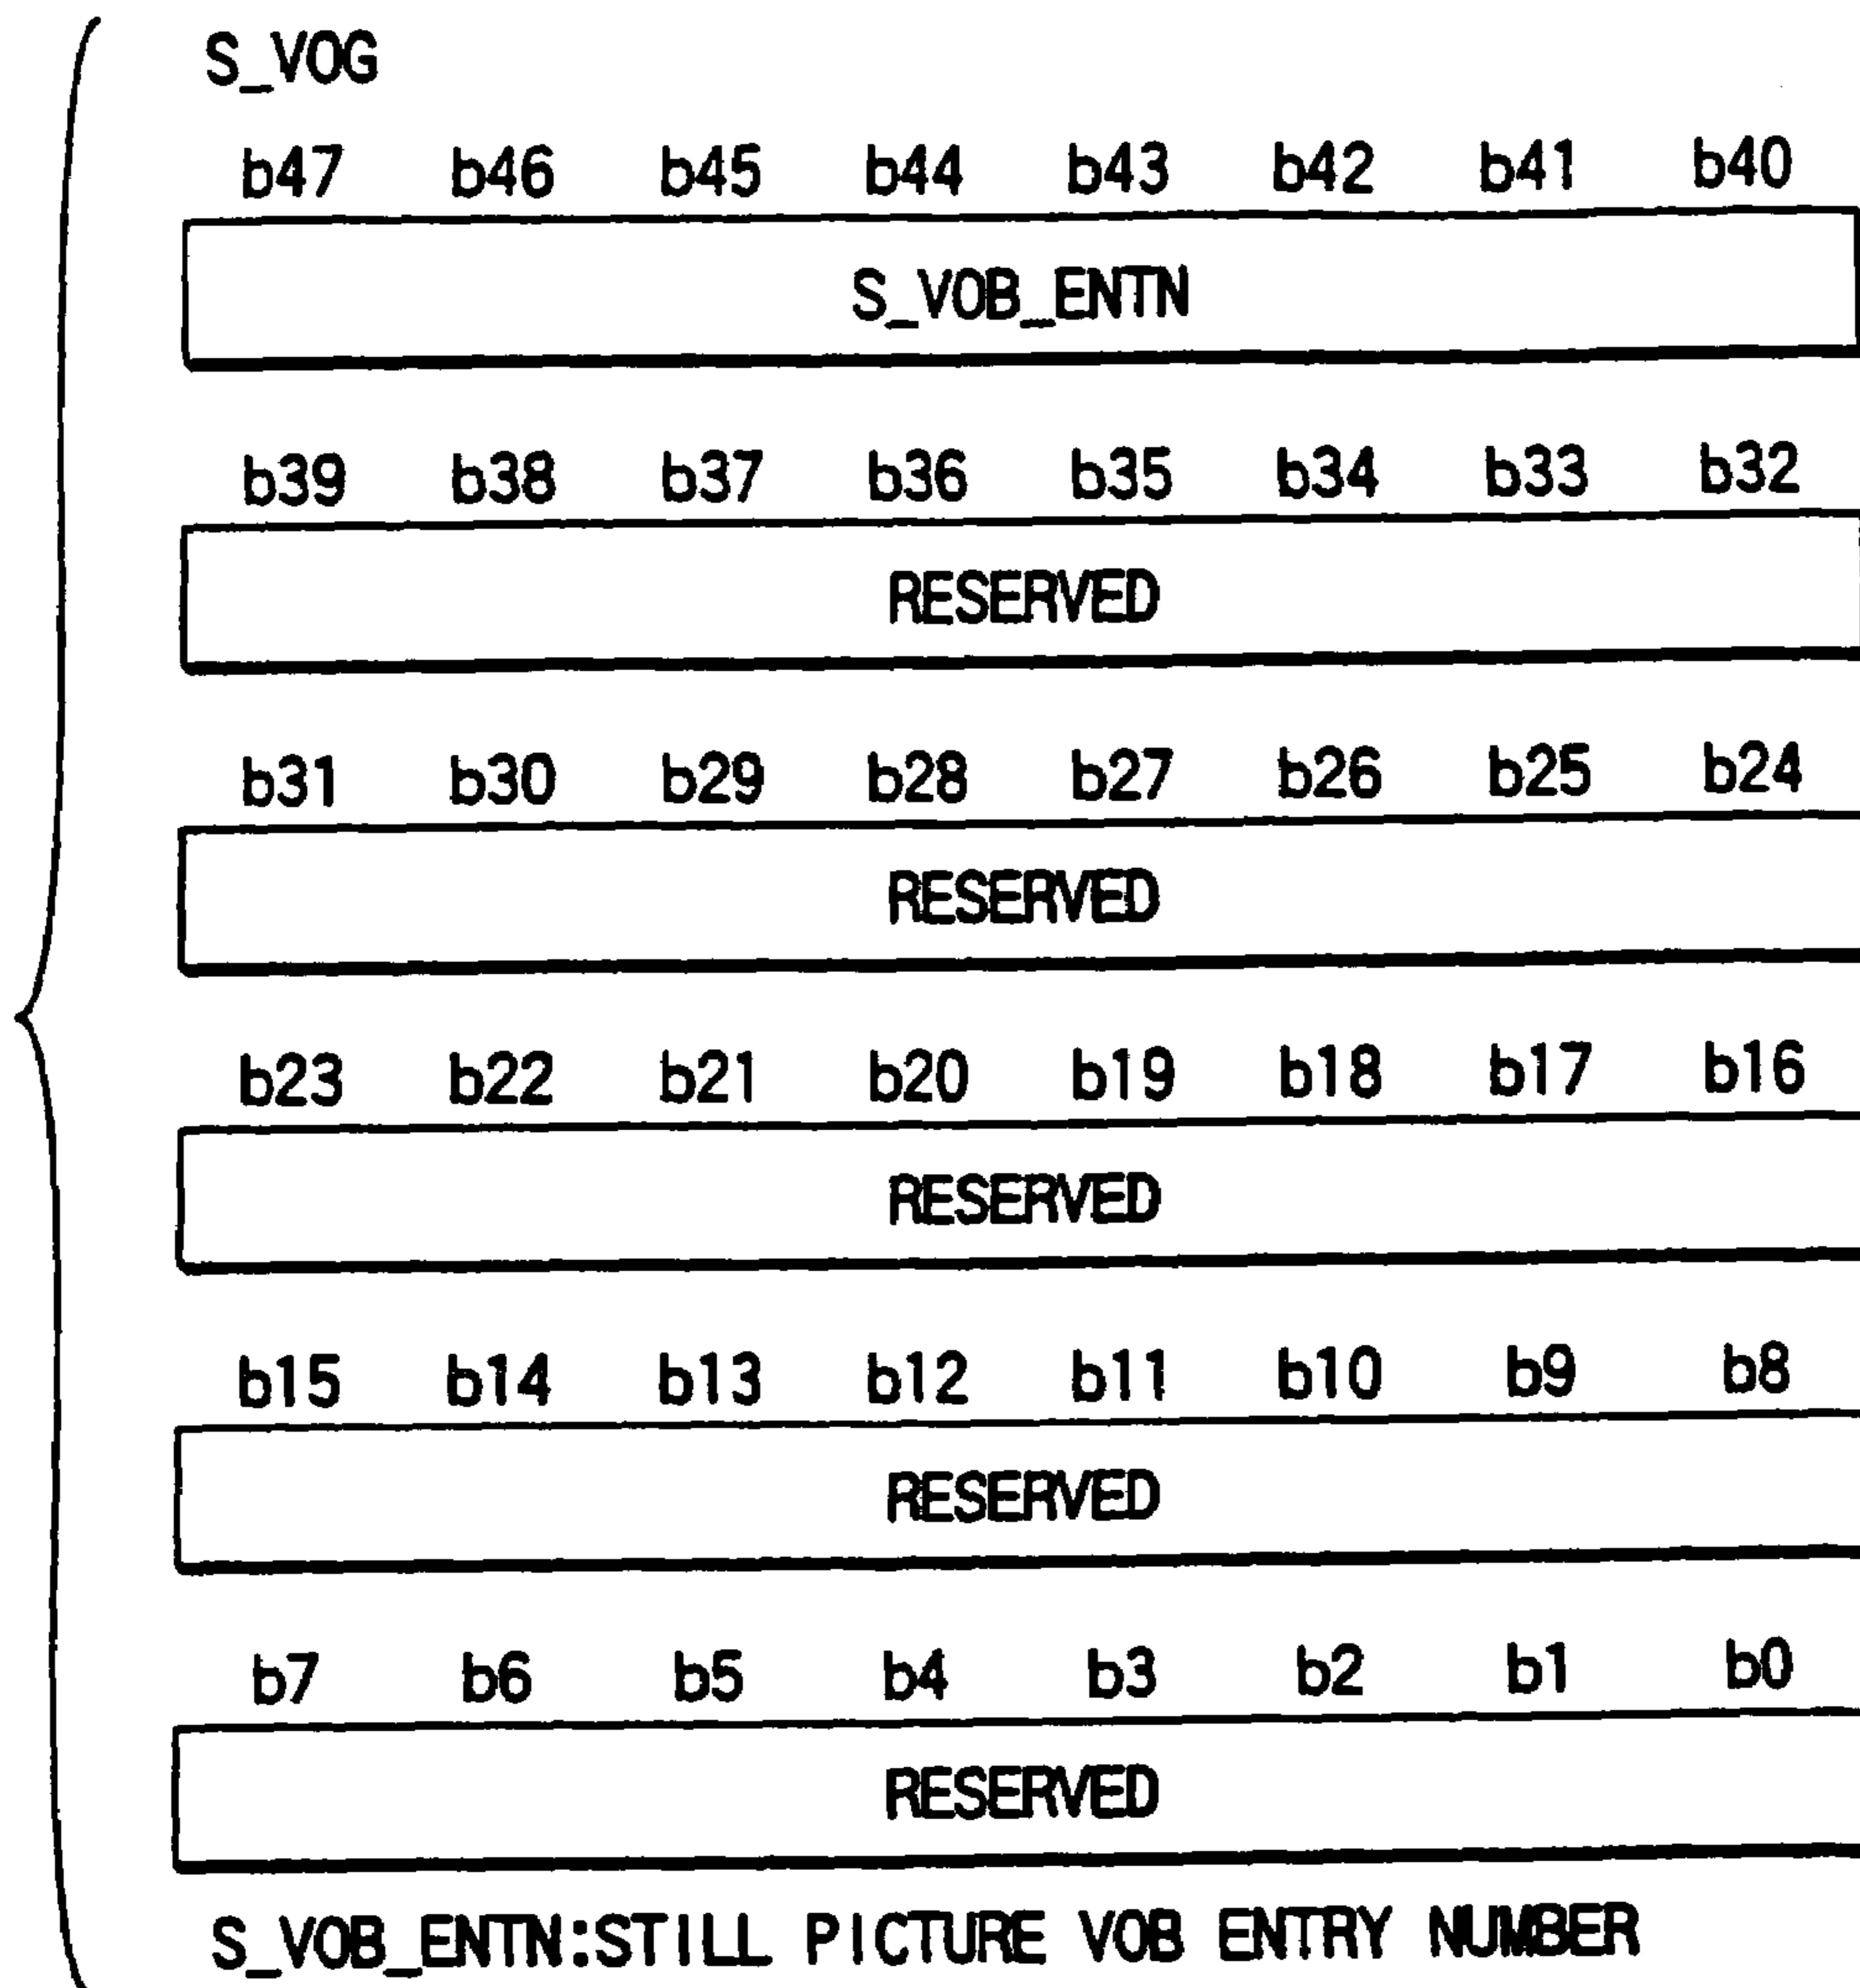 S_VOG
b47 b46 b45 b44 b43 b42 b41 b40
S_VOB_ENTN
b39 b38 b37 b36 b35 b34 b33 b32
RESERVED
b31 b30 b29 b28 b27 b26 b25 b24
RESERVED
b23 b22 b21 b20 b19 b18 b17 b16
RESERVED
b15 b14 b13 b12 b11 b10 b9 b8
RESERVED
b7 b6 b5 b4 b3 b2 b1 b0
RESERVED
S_VOB_ENTN:STILL PICTURE VOB ENTRY NUMBER